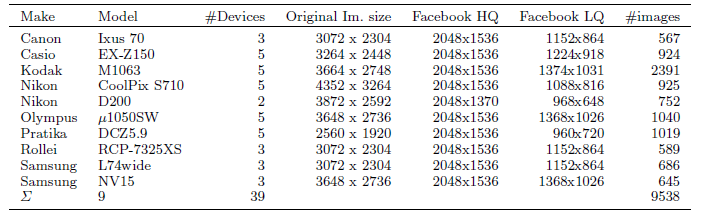 Make Model #Devices Original Im. size Facebook HQ Facebook LQ #images
Canon Ixus 70 3 3072 x 2304 2048x1536 1152x864 567
Casio EX-Z150 5 3264 x 2448 2048x1536 1224x918 924
Kodak M1063 5 3664 x 2748 2048x1536 1374x1031 2391
Nikon CoolPix S710 5 4352 x 3264 2048x1536 1088x816 925
Nikon D200 2 3872 x 2592 2048x1370 968x648 752
Olympus μ1050SW 5 3648 x 2736 2048x1536 1368x1026 1040
Pratika DCZ5.9 5 2560 x 1920 2048x1536 960x720 1019
Rollei RCP-7325XS 3 3072 x 2304 2048x1536 1152x864 589
Samsung L74wide 3 3072 x 2304 2048x1536 1152x864 686
Samsung NV15 3 3648 x 2736 2048x1536 1368x1026 645
Σ 9 39 9538